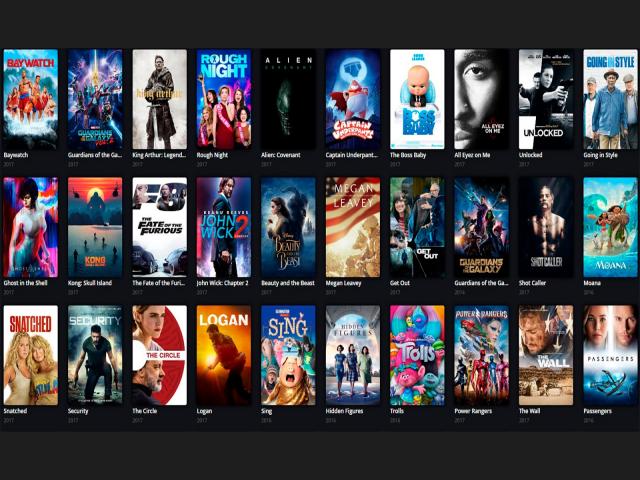 BAYWATCH
GUARDIANS OF THE GALAXY VOL. 2
king arthur
ROUGH NIGHT
ALIEN
COVENANT
CAPTAIN UNDERPANTS
BOSS BABY
ALL EYEZ ON ME
UNLOCKED
GOING IN STYLE
Baywatch
Guardians of the Ga...
King Arthur: Legend...
Rough Night
Alien: Covenant
Captain Underpant...
The Boss Baby
All Eyez on Me
Unlocked
Going in Style
2017
2017
2017
2017
2017
2017
2017
2017
2017
2017
GHOST IN THE SHELL
KONG
SKULL ISLAND
THE FATE OF THE FURIOUS
KEANU REEVES
JOHN WICK 2
Disney
BEAUTY AND THE BEAST
MEGAN LEAVEY
GET OUT
GUARDIANS OF THE GALAXY
SHOT CALLER
MOANA
Ghost in the Shell
Kong: Skull Island
The Fate of the Furi...
John Wick: Chapter 2
Beauty and the Beast
Megan Leavey
Get Out
Guardians of the Ga...
Shot Caller
Moana
2017
2017
2017
2017
2017
2017
2017
2017
2016
SNATCHED
SECURITY
THE CIRCLE
LOGAN
SING
HIDDEN FIGURES
TROLLS
POWER RANGERS
THE WALL
PASSENGERS
Snatched
Security
The Circle
Logan
Sing
Hidden Figures
Trolls
Power Rangers
The Wall
Passengers
2017
2017
2017
2017
2016
2016
2016
2017
2017
2016